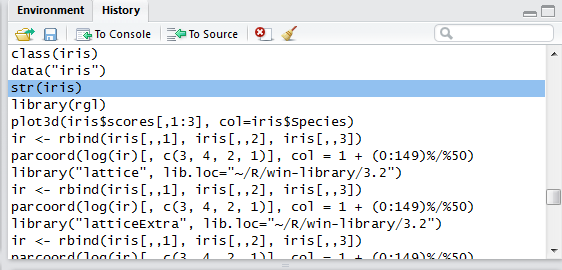 Environment History
To Console To Source
class(iris)
data("iris")
str(iris)
library(rgl)
plot3d(iris$scores[,1:3], col=iris$Species)
ir <- rbind(iris[,,1], iris[,,2], iris[,,3])
parcoord(log(ir)[, c(3, 4, 2, 1)], col = 1 + (0:149)%/%50)
library("lattice", lib.loc="~/R/win-library/3.2")
ir <- rbind(iris[,,1], iris[,,2], iris[,,3])
parcoord(log(ir)[, c(3, 4, 2, 1)], col = 1 + (0:149)%/%50)
library("latticeExtra", lib.loc="~/R/win-library/3.2")
ir <- rbind(iris[,,1], iris[,,2], iris[,,3])
parcoord(log(ir)[, c(3, 4, 2, 1)], col = 1 + (0:149)%/%50)